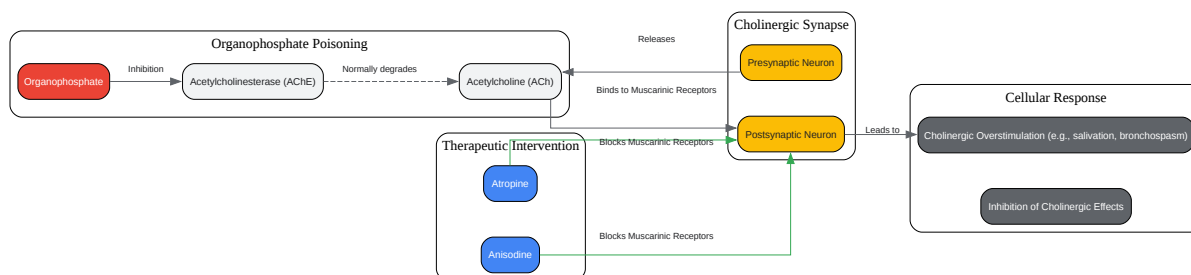 Organophosphate Poisoning
Organophosphate
Inhibition
Acetylcholinesterase (AChE)
Normally degrades
Acetylcholine (ACh)
Releases
Binds to Muscarinic Receptors
Cholinergic Synapse
Presynaptic Neuron
Postsynaptic Neuron
Leads to
Cellular Response
Cholinergic Overstimulation (e.g., salivation, bronchospasm)
Inhibition of Cholinergic Effects
Therapeutic Intervention
Blocks Muscarinic Receptors
Atropine
Blocks Muscarinic Receptors
Anisodine